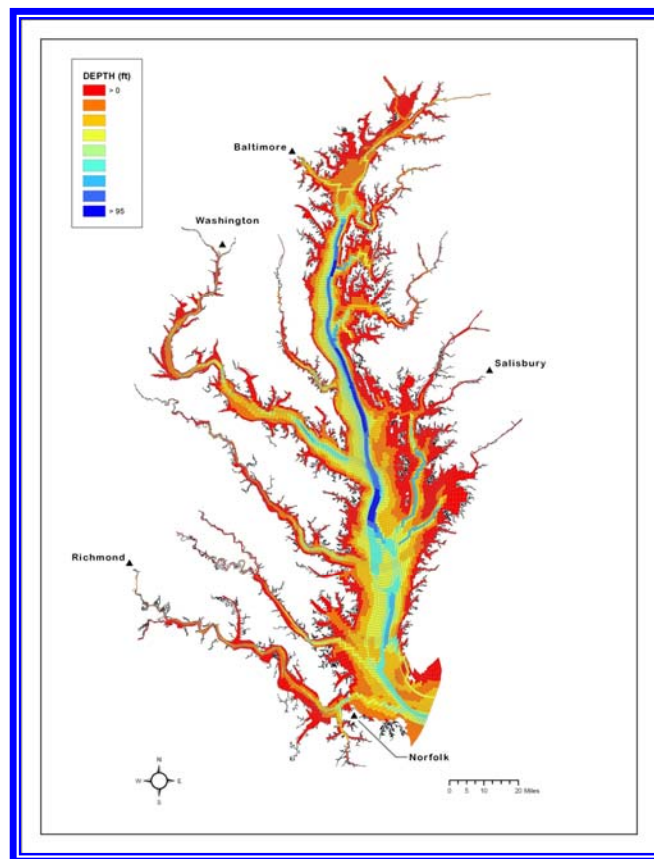 DEPTH (ft)
> 0
> 95
Baltimore
Washington
Salisbury
Richmond
Norfolk
N
W E
S
0 5 10 20 Miles